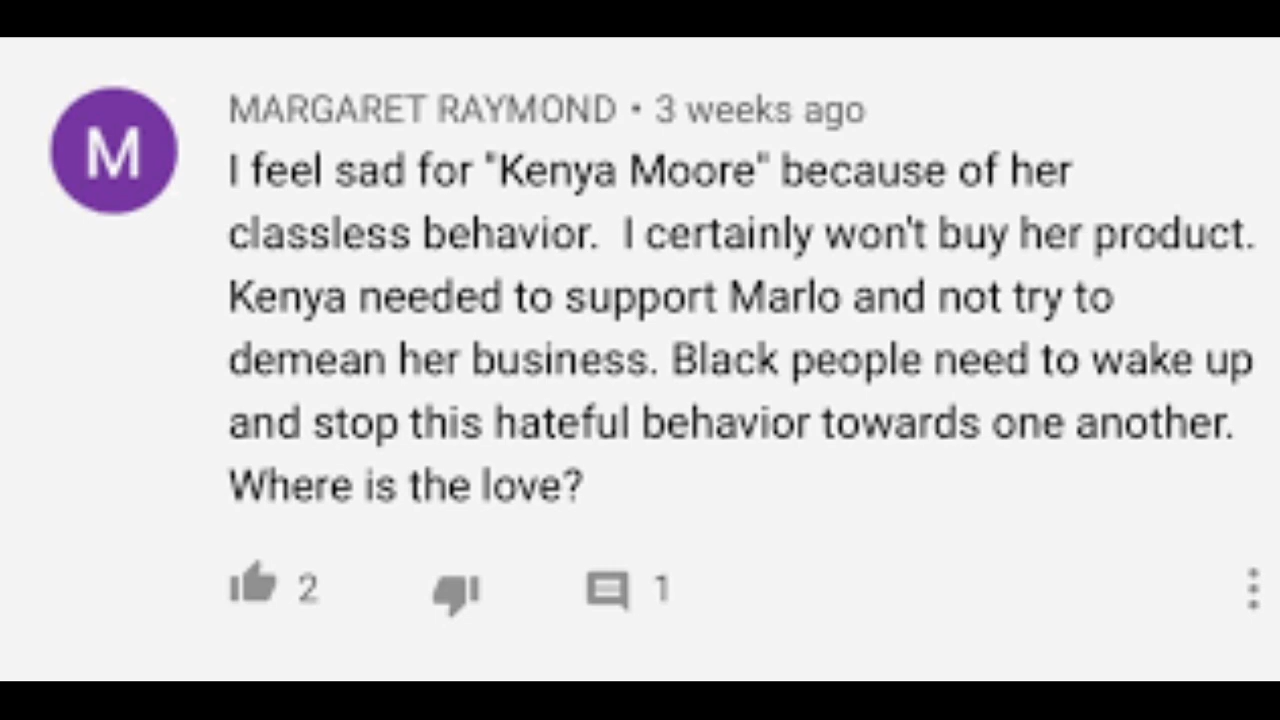 M
MARGARET RAYMOND • 3 weeks ago
I feel sad for "Kenya Moore" because of her
classless behavior.  I certainly won't buy her product.
Kenya needed to support Marlo and not try to
demean her business. Black people need to wake up
and stop this hateful behavior towards one another.
Where is the love?
2 1